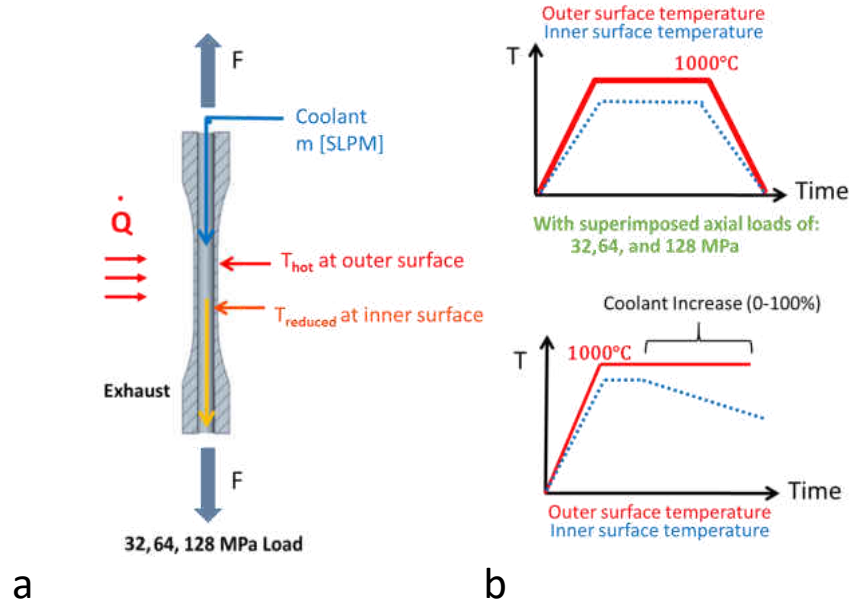 F
Coolant
m [SLPM]
Q̇
T_hot at outer surface
T_reduced at inner surface
Exhaust
F
32, 64, 128 MPa Load
a
Outer surface temperature
Inner surface temperature
T
1000°C
Time
With superimposed axial loads of:
32,64, and 128 MPa
Coolant Increase (0-100%)
1000°C
T
Time
Outer surface temperature
Inner surface temperature
b